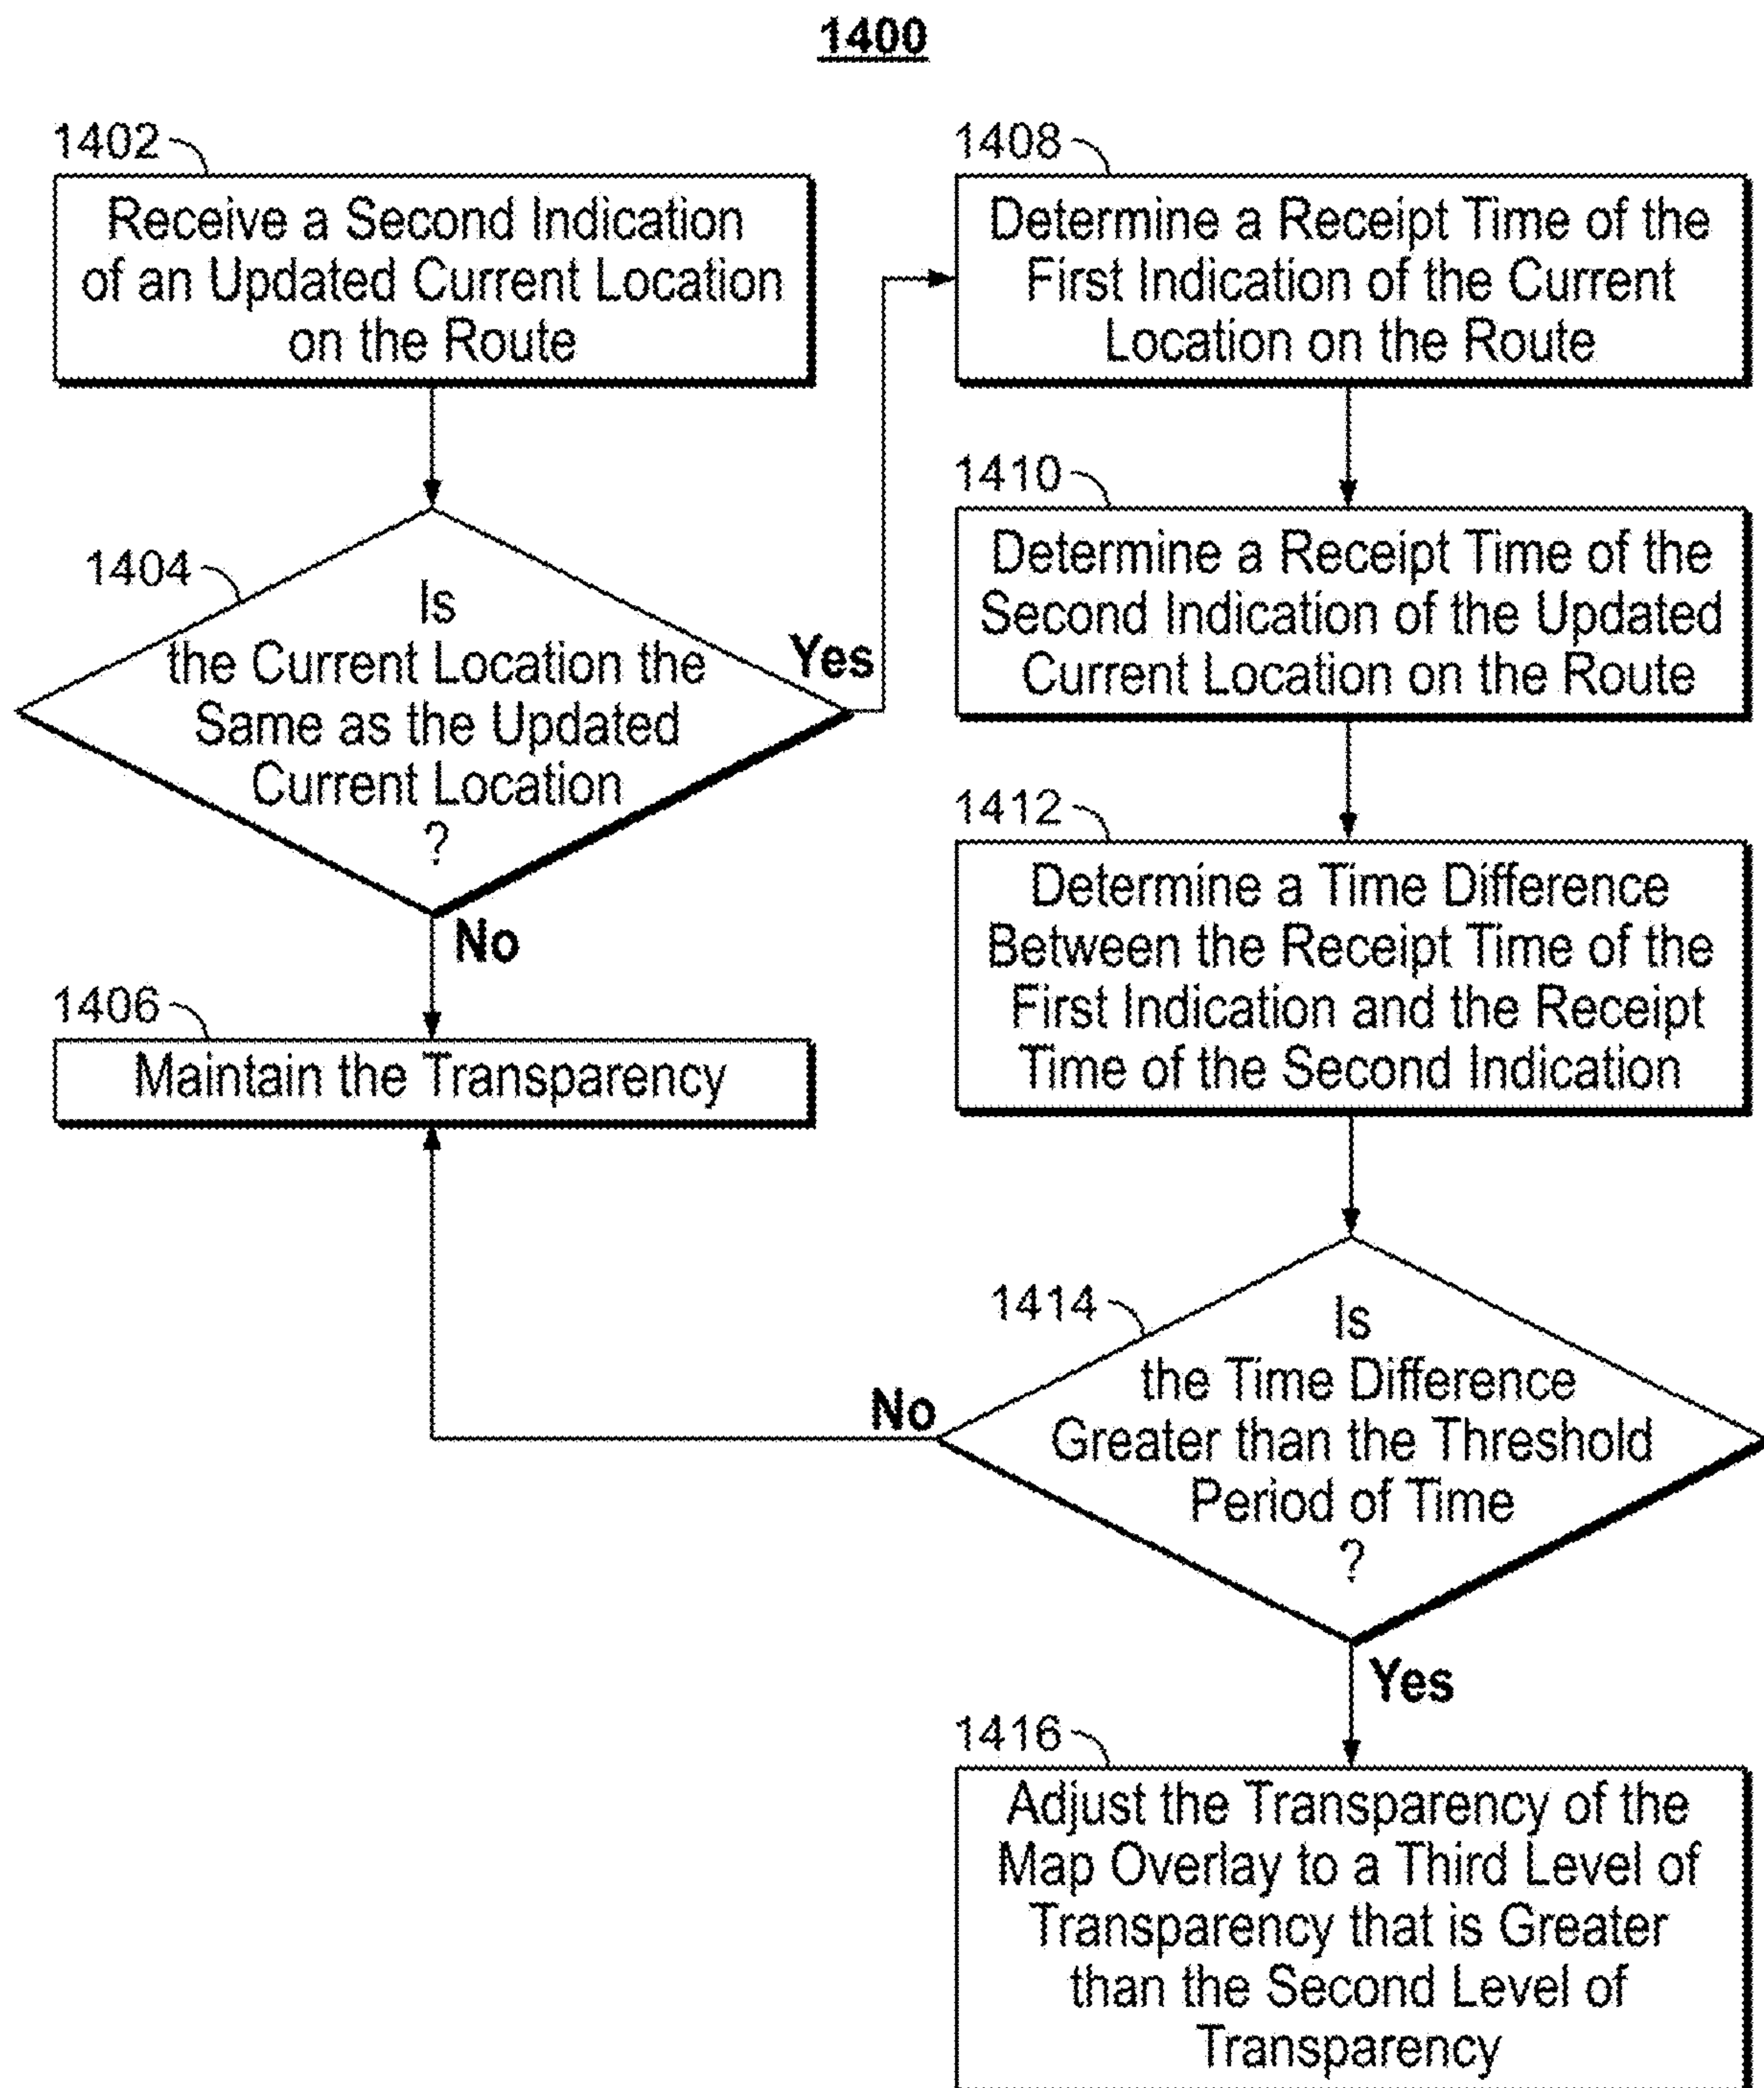 1400
1402
Receive a Second Indication
of an Updated Current Location
on the Route
1404
Is
the Current Location the
Same as the Updated
Current Location
?
Yes
No
1406
Maintain the Transparency
1408
Determine a Receipt Time of the
First Indication of the Current
Location on the Route
1410
Determine a Receipt Time of the
Second Indication of the Updated
Current Location on the Route
1412
Determine a Time Difference
Between the Receipt Time of the
First Indication and the Receipt
Time of the Second Indication
1414
Is
the Time Difference
Greater than the Threshold
Period of Time
?
No
Yes
1416
Adjust the Transparency of the
Map Overlay to a Third Level of
Transparency that is Greater
than the Second Level of
Transparency